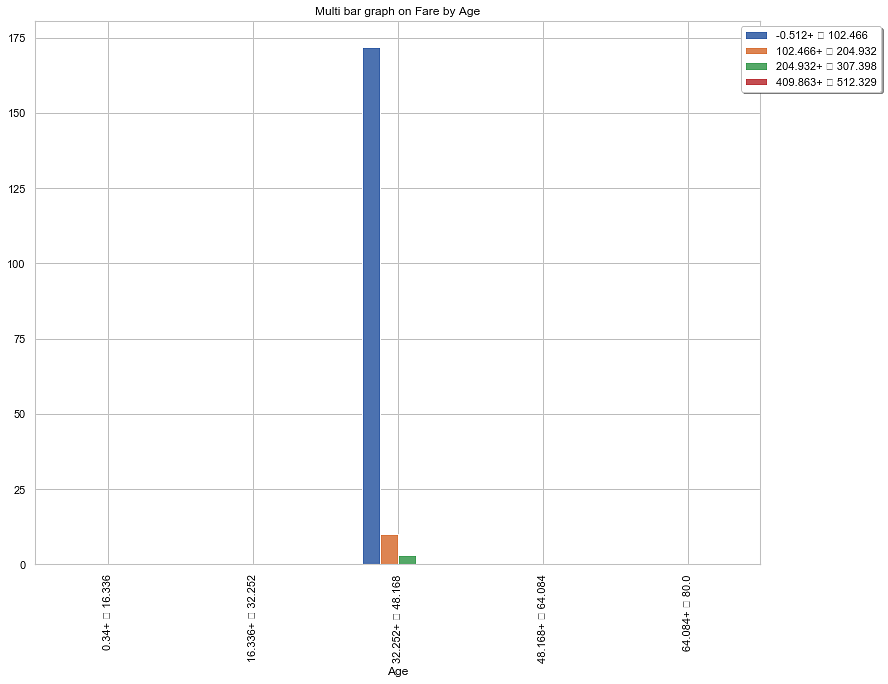 Multi bar graph on Fare by Age
-0.512+ □ 102.466
102.466+ □ 204.932
204.932+ □ 307.398
409.863+ □ 512.329
175
150
125
100
75
50
25
0
0.34+ □ 16.336
16.336+ □ 32.252
32.252+ □ 48.168
48.168+ □ 64.084
64.084+ □ 80.0
Age